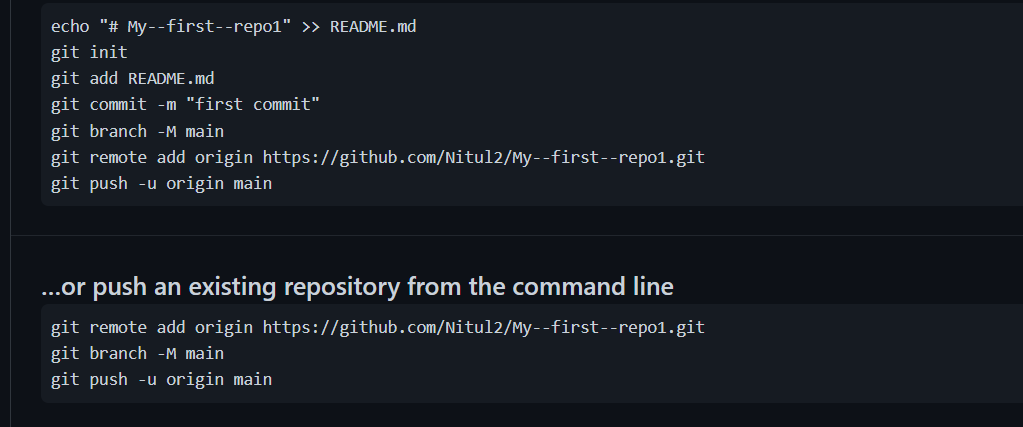 echo "# My--first--repo1" >> README.md
git init
git add README.md
git commit -m "first commit"
git branch -M main
git remote add origin https://github.com/Nitul2/My--first--repo1.git
git push -u origin main
...or push an existing repository from the command line
git remote add origin https://github.com/Nitul2/My--first--repo1.git
git branch -M main
git push -u origin main